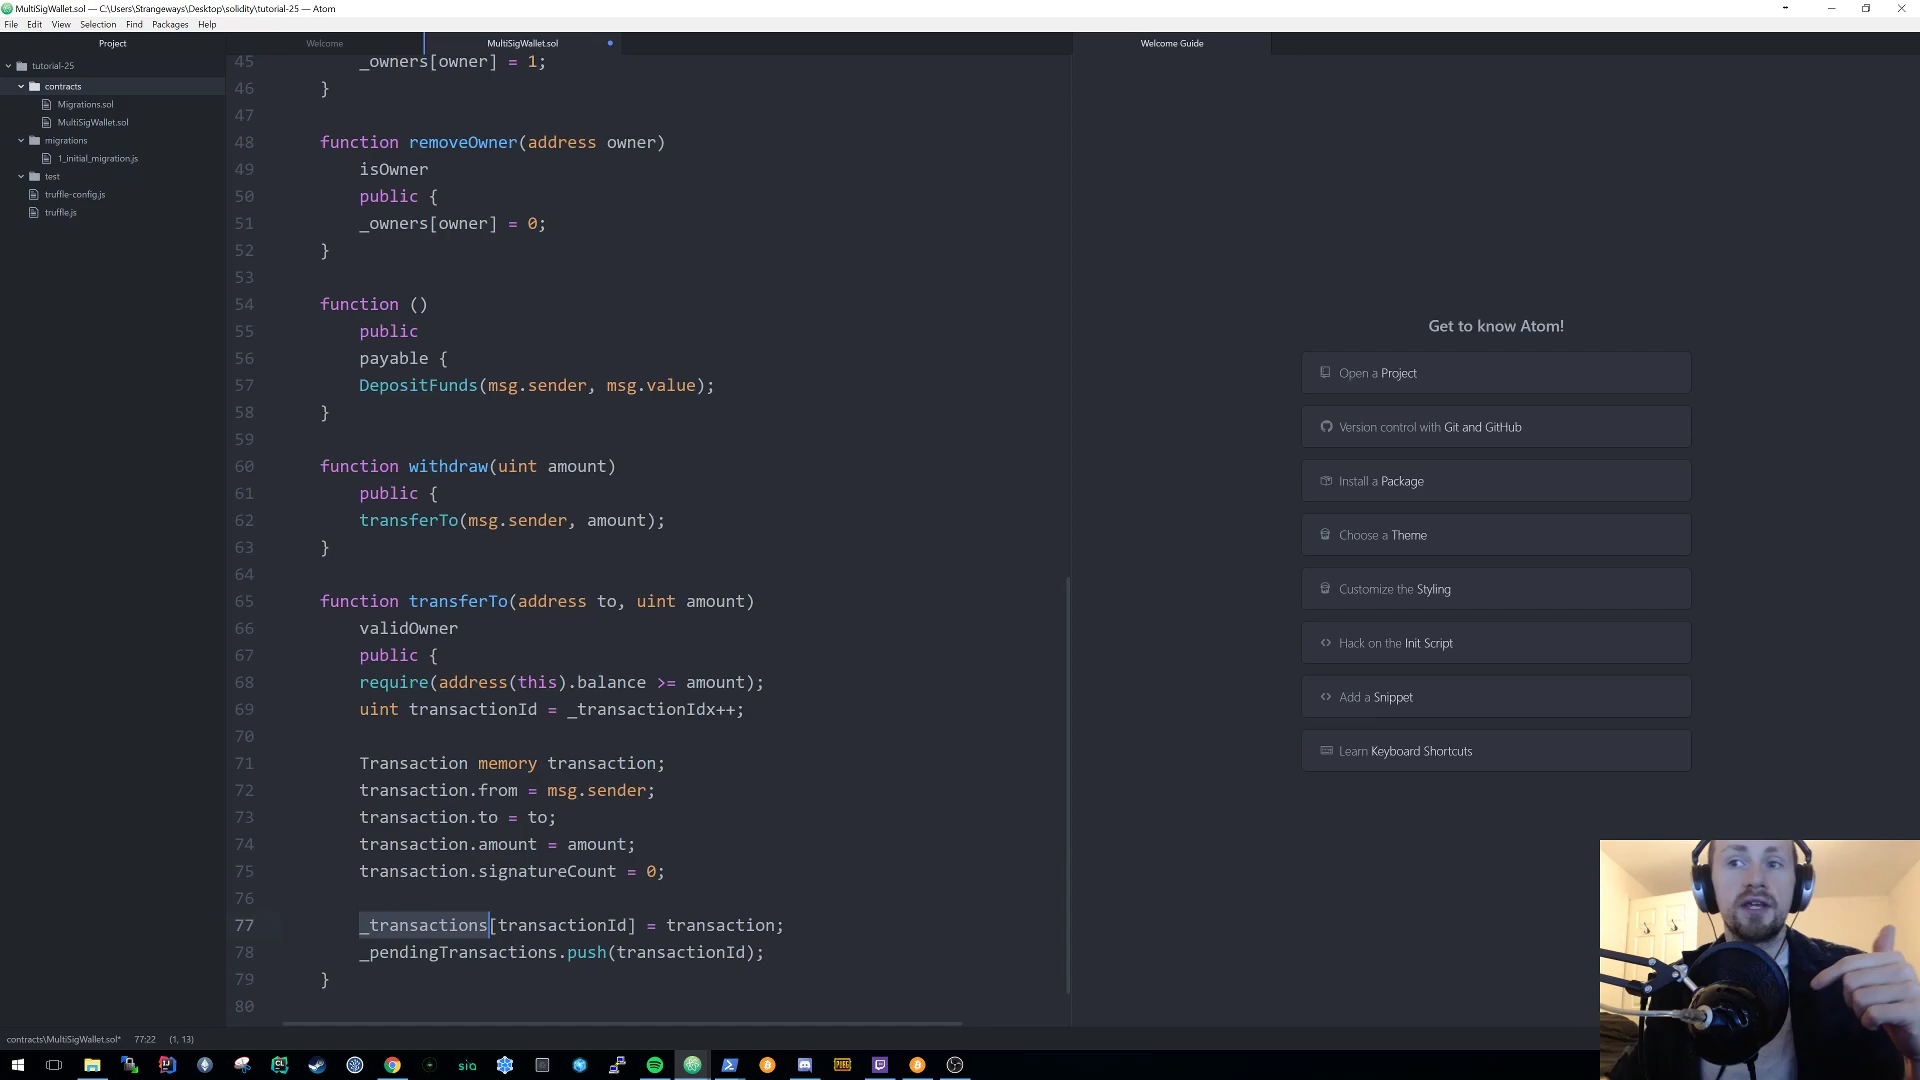 MultiSigWallet.sol — C:\Users\Strangeways\Desktop\solidity\tutorial-25 — Atom
File Edit View Selection Find Packages Help
Project
Welcome
MultiSigWallet.sol
Welcome Guide
tutorial-25
contracts
Migrations.sol
MultiSigWallet.sol
migrations
1_initial_migration.js
test
truffle-config.js
truffle.js
45 _owners[owner] = 1;
46 }
47
48 function removeOwner(address owner)
49 isOwner
50 public {
51 _owners[owner] = 0;
52 }
53
54 function ()
55 public
56 payable {
57 DepositFunds(msg.sender, msg.value);
58 }
59
60 function withdraw(uint amount)
61 public {
62 transferTo(msg.sender, amount);
63 }
64
65 function transferTo(address to, uint amount)
66 validOwner
67 public {
68 require(address(this).balance >= amount);
69 uint transactionId = _transactionIdx++;
70
71 Transaction memory transaction;
72 transaction.from = msg.sender;
73 transaction.to = to;
74 transaction.amount = amount;
75 transaction.signatureCount = 0;
76
77 _transactions[transactionId] = transaction;
78 _pendingTransactions.push(transactionId);
79 }
80
Get to know Atom!
Open a Project
Version control with Git and GitHub
Install a Package
Choose a Theme
Customize the Styling
Hack on the Init Script
Add a Snippet
Learn Keyboard Shortcuts
contracts\MultiSigWallet.sol* 77:22 (1, 13)
sia